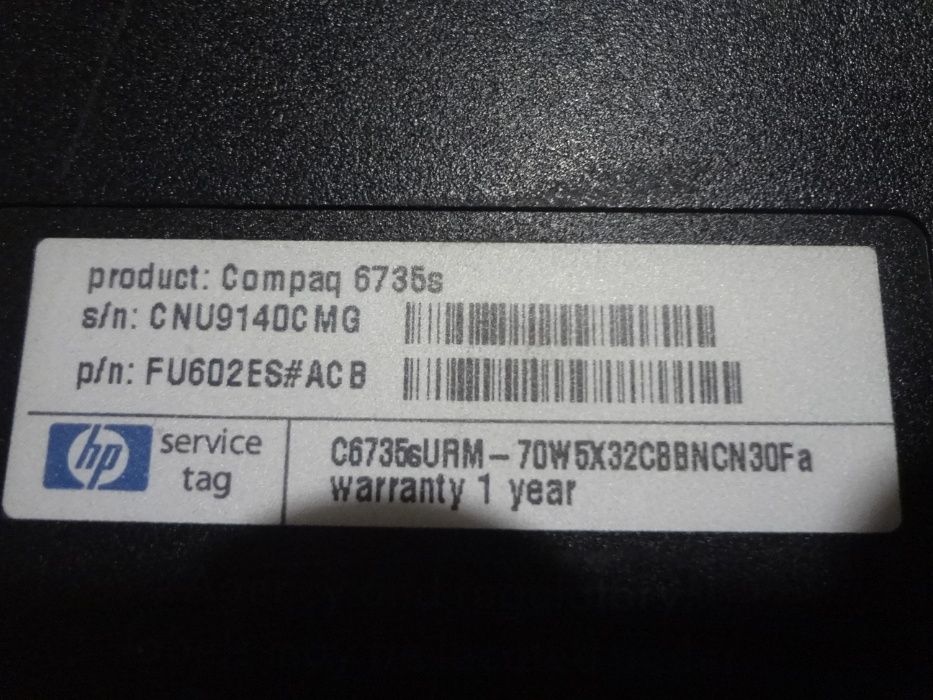 product: Compaq 6735s
s/n: CNU9140CMG
p/n: FU602ES#ACB
hp
service
tag
C6735sURM-70W5X32CBBNCN30Fa
warranty 1 year